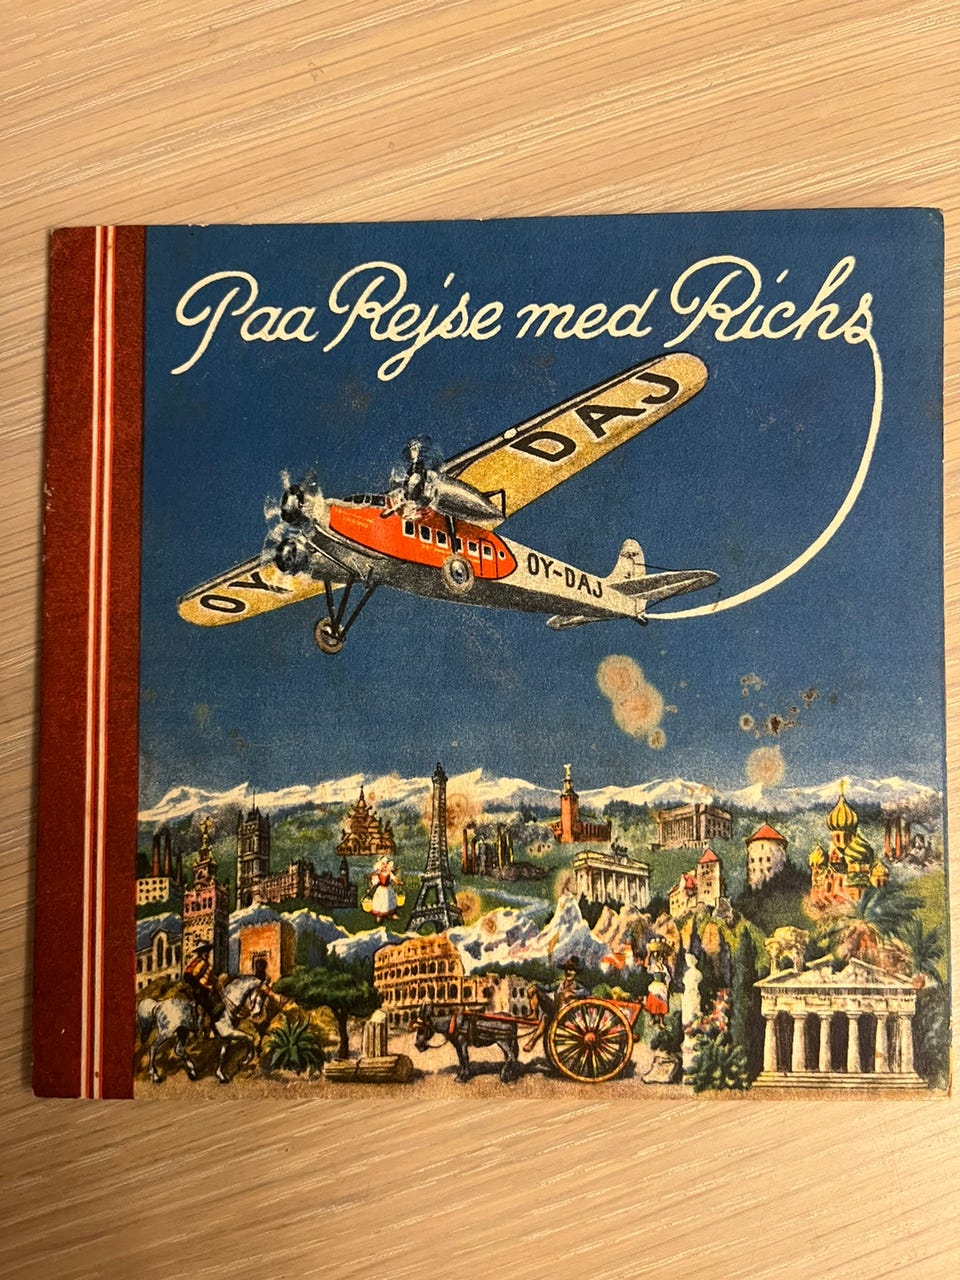 Paa Rejse med Richs
DAJ
OY
OY-DAJ